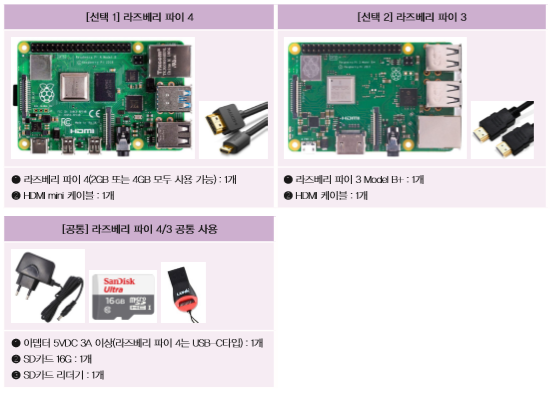 [선택 1] 라즈베리 파이 4
HDMI
❶ 라즈베리 파이 4(2GB 또는 4GB 모두 사용 가능) : 1개
❷ HDMI mini 케이블 : 1개
[선택 2] 라즈베리 파이 3
❶ 라즈베리 파이 3 Model B+ : 1개
❷ HDMI 케이블 : 1개
[공통] 라즈베리 파이 4/3 공통 사용
SanDisk
Ultra
16GB
❶ 아뎁터 5VDC 3A 이상(라즈베리 파이 4는 USB-C타입) : 1개
❷ SD카드 16G : 1개
❸ SD카드 리더기 : 1개